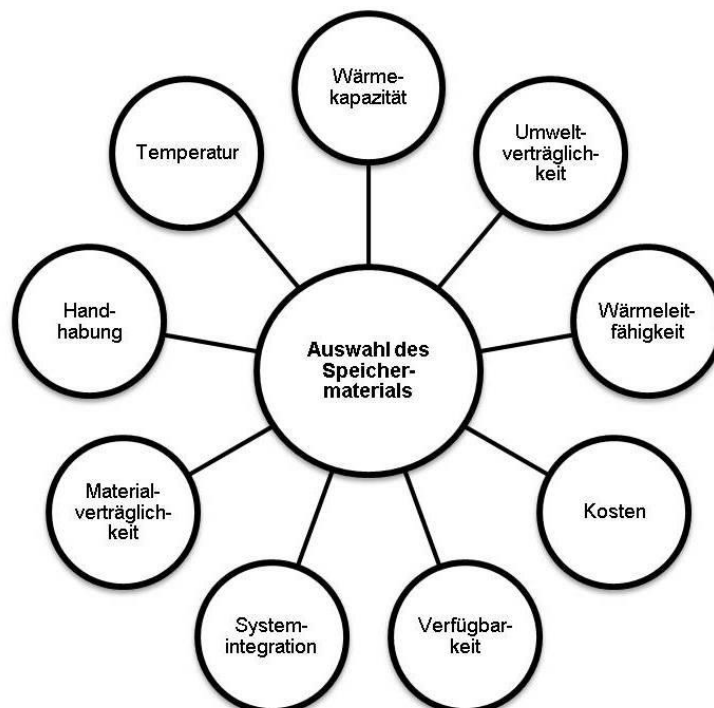 Wärme-
kapazität
Umwelt-
verträglich-
keit
Wärmeleit-
fähigkeit
Kosten
Verfügbar-
keit
System-
integration
Material-
verträglich-
keit
Hand-
habung
Temperatur
Auswahl des
Speicher-
materials